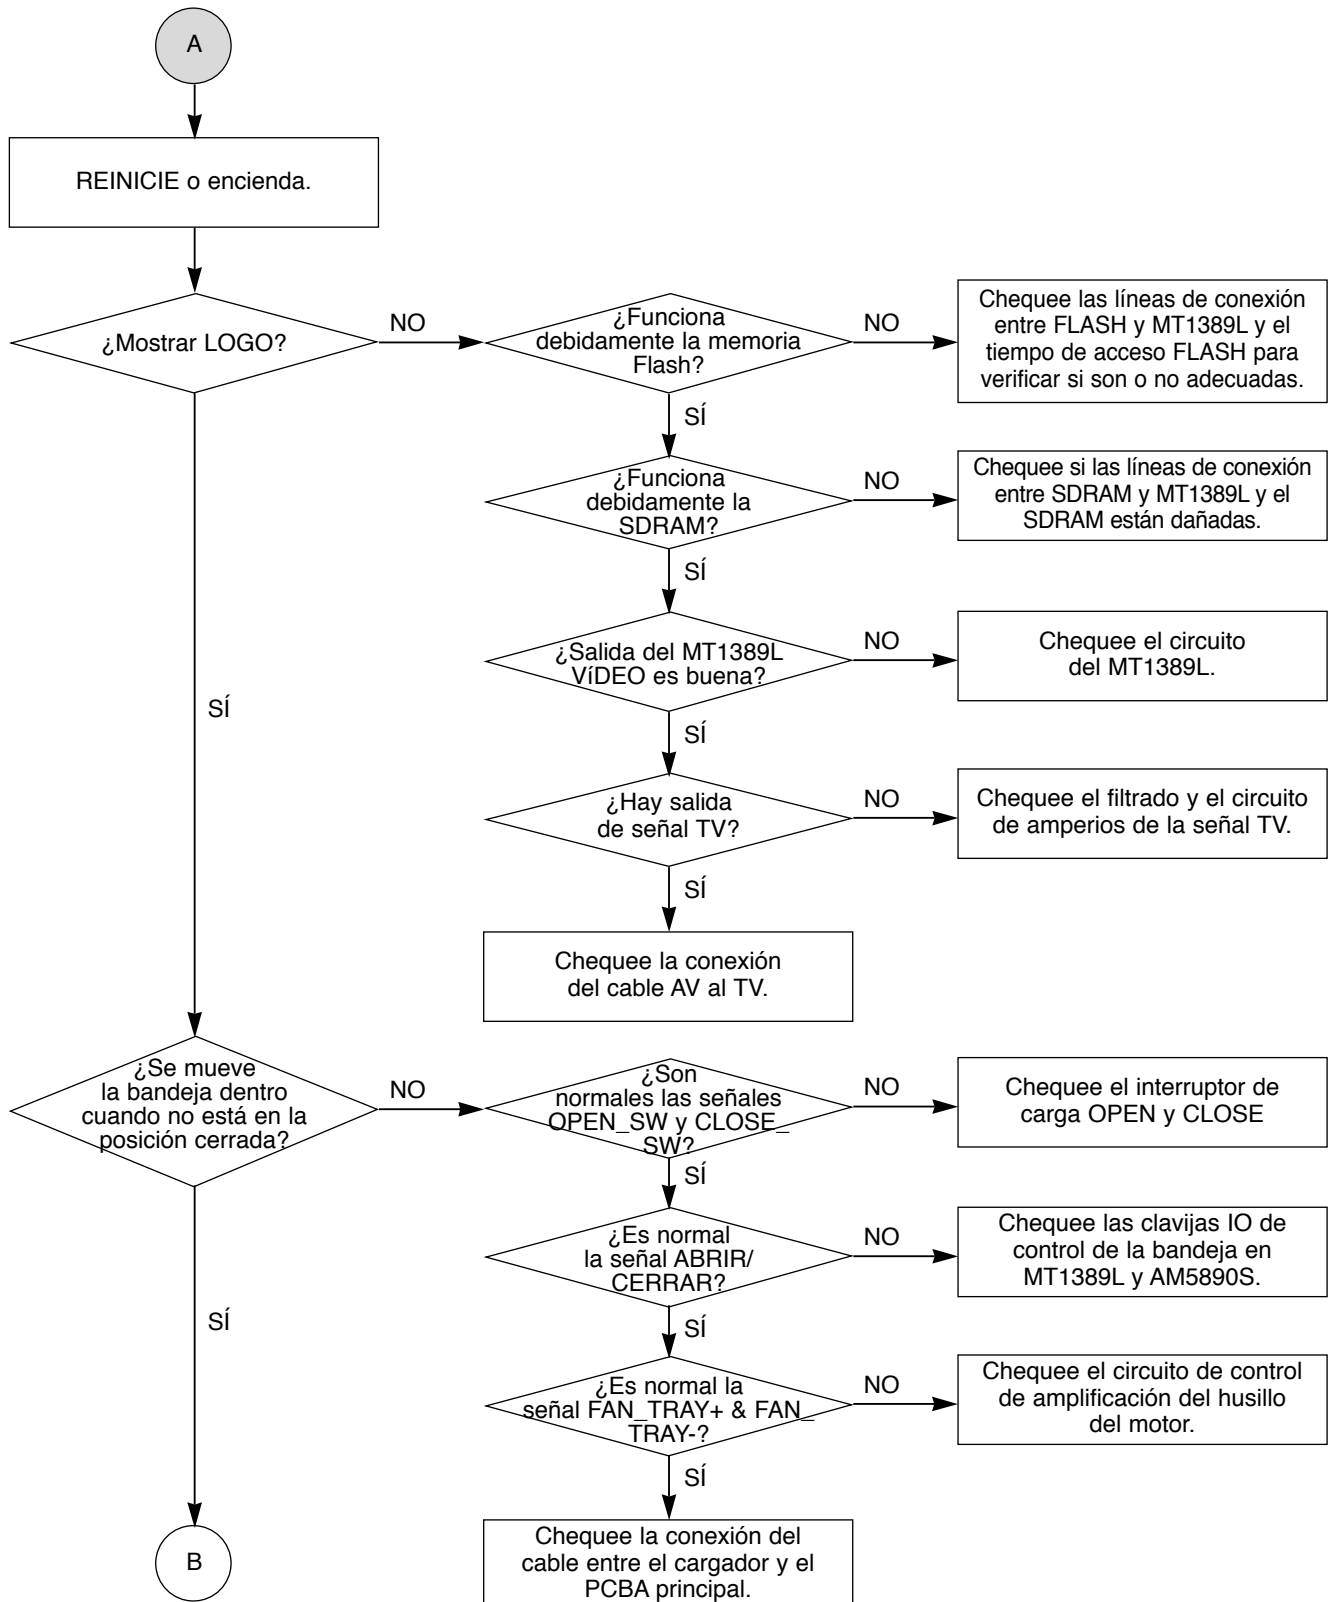 A
REINICIE o encienda.
¿Mostrar LOGO?
NO
¿Funciona
debidamente la memoria
Flash?
NO
Chequee las líneas de conexión
entre FLASH y MT1389L y el
tiempo de acceso FLASH para
verificar si son o no adecuadas.
SÍ
¿Funciona
debidamente la
SDRAM?
NO
Chequee si las líneas de conexión
entre SDRAM y MT1389L y el
SDRAM están dañadas.
SÍ
¿Salida del MT1389L
VíDEO es buena?
NO
Chequee el circuito
del MT1389L.
SÍ
SÍ
¿Hay salida
de señal TV?
NO
Chequee el filtrado y el circuito
de amperios de la señal TV.
SÍ
Chequee la conexión
del cable AV al TV.
¿Se mueve
la bandeja dentro
cuando no está en la
posición cerrada?
NO
¿Son
normales las señales
OPEN_SW y CLOSE_
SW?
NO
Chequee el interruptor de
carga OPEN y CLOSE
SÍ
¿Es normal
la señal ABRIR/
CERRAR?
NO
Chequee las clavijas IO de
control de la bandeja en
MT1389L y AM5890S.
SÍ
SÍ
¿Es normal la
señal FAN_TRAY+ & FAN_
TRAY-?
NO
Chequee el circuito de control
de amplificación del husillo
del motor.
SÍ
Chequee la conexión del
cable entre el cargador y el
PCBA principal.
B